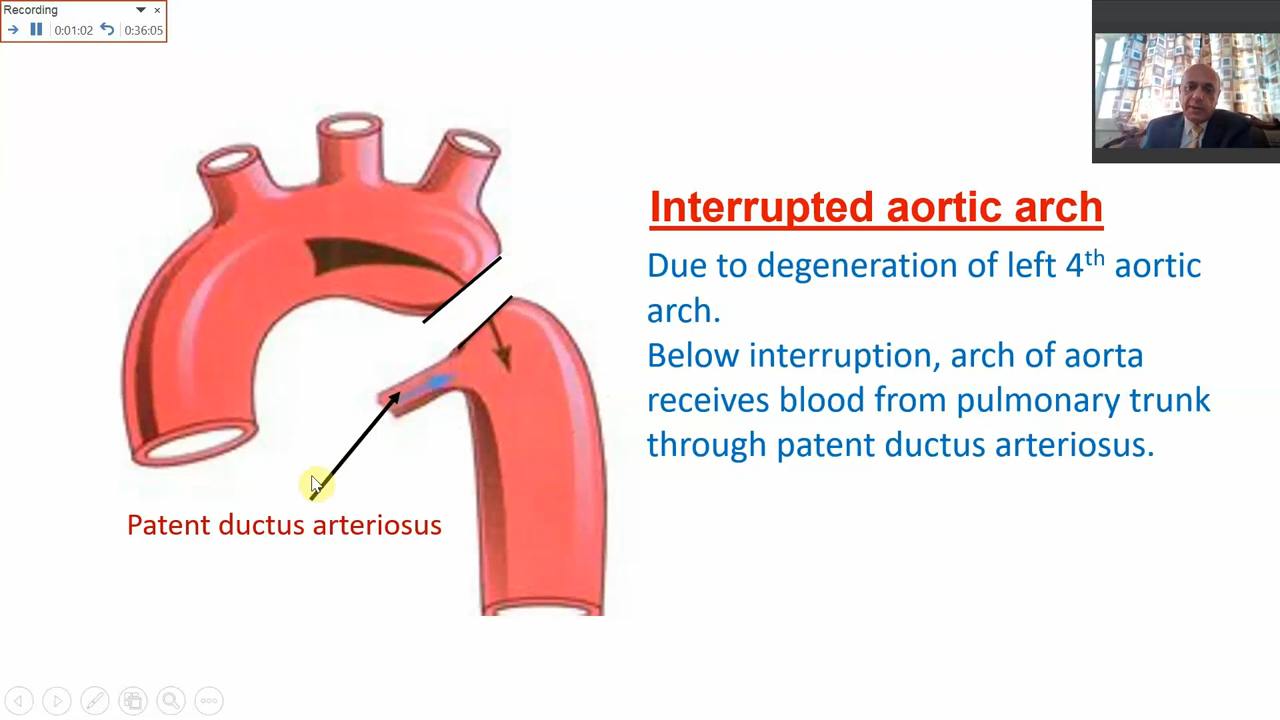 Recording
0:01:02 0:36:05
Interrupted aortic arch
Due to degeneration of left 4th aortic
arch.
Below interruption, arch of aorta
receives blood from pulmonary trunk
through patent ductus arteriosus.
Patent ductus arteriosus